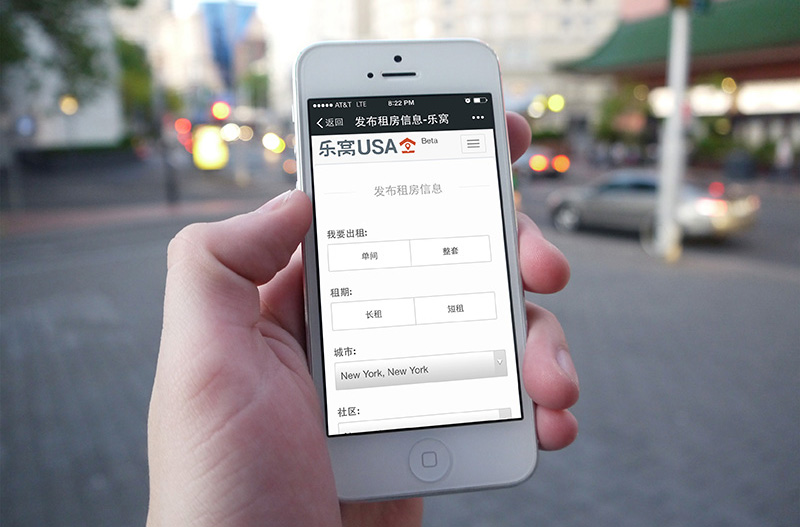 AT&T LTE 8:22 PM
返回 发布租房信息-乐窝
乐窝USA Beta
发布租房信息
我要出租:
单间 整套
租期:
长租 短租
城市:
New York, New York
社区: